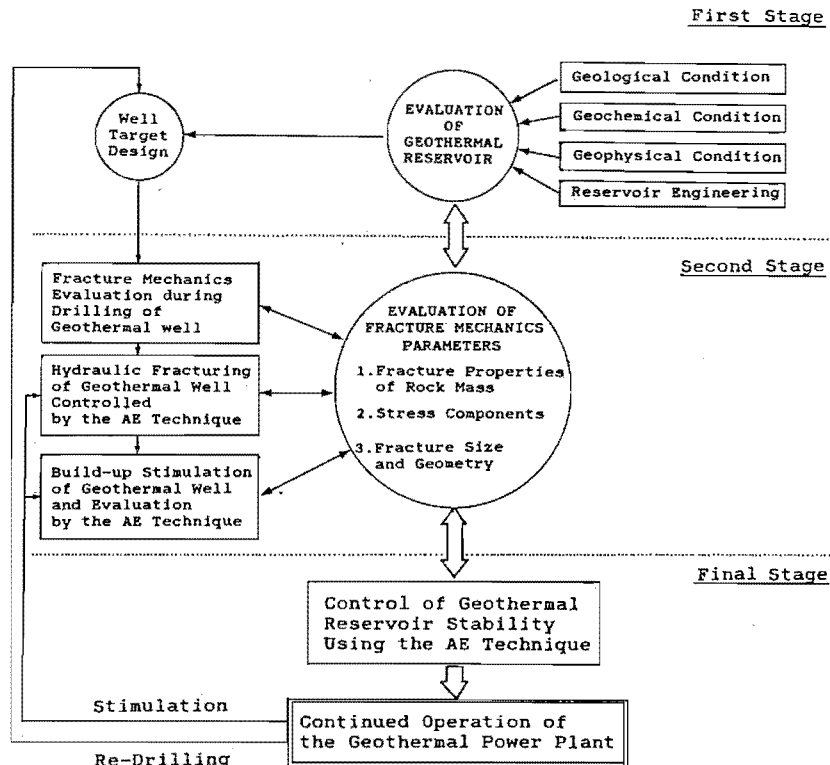 First Stage
Well
Target
Design
EVALUATION
OF
GEOTHERMAL
RESERVOIR
Geological Condition
Geochemical Condition
Geophysical Condition
Reservoir Engineering
Second Stage
Fracture Mechanics
Evaluation during
Drilling of
Geothermal well
Hydraulic Fracturing
of Geothermal Well
Controlled
by the AE Technique
Build-up Stimulation
of Geothermal Well
and Evaluation
by the AE Technique
EVALUATION OF
FRACTURE MECHANICS
PARAMETERS
1.Fracture Properties
of Rock Mass
2.Stress Components
3.Fracture Size
and Geometry
Final Stage
Control of Geothermal
Reservoir Stability
Using the AE Technique
Stimulation
Continued Operation of
the Geothermal Power Plant
Re-Drilling